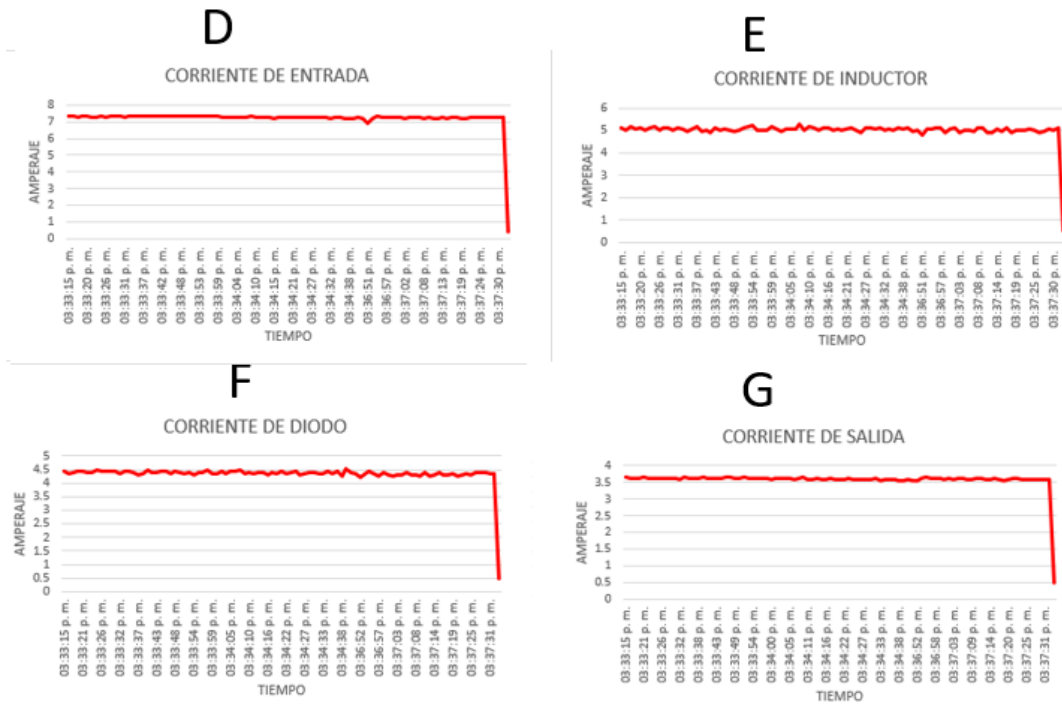 D
CORRIENTE DE ENTRADA
AMPERAJE
8
7
6
5
4
3
2
1
0
03:33:15 p. m.
03:33:20 p. m.
03:33:26 p. m.
03:33:31 p. m.
03:33:37 p. m.
03:33:42 p. m.
03:33:48 p. m.
03:33:53 p. m.
03:33:59 p. m.
03:34:04 p. m.
03:34:10 p. m.
03:34:15 p. m.
03:34:21 p. m.
03:34:27 p. m.
03:34:32 p. m.
03:34:38 p. m.
03:36:51 p. m.
03:36:57 p. m.
03:37:02 p. m.
03:37:08 p. m.
03:37:13 p. m.
03:37:19 p. m.
03:37:24 p. m.
03:37:30 p. m.
TIEMPO
E
CORRIENTE DE INDUCTOR
AMPERAJE
6
5
4
3
2
1
0
03:33:15 p. m.
03:33:20 p. m.
03:33:26 p. m.
03:33:31 p. m.
03:33:37 p. m.
03:33:43 p. m.
03:33:48 p. m.
03:33:54 p. m.
03:33:59 p. m.
03:34:05 p. m.
03:34:10 p. m.
03:34:16 p. m.
03:34:21 p. m.
03:34:27 p. m.
03:34:32 p. m.
03:34:38 p. m.
03:36:51 p. m.
03:36:57 p. m.
03:37:03 p. m.
03:37:08 p. m.
03:37:14 p. m.
03:37:19 p. m.
03:37:25 p. m.
03:37:30 p. m.
TIEMPO
F
CORRIENTE DE DIODO
AMPERAJE
5
4.5
4
3.5
3
2.5
2
1.5
1
0.5
0
03:33:15 p. m.
03:33:21 p. m.
03:33:26 p. m.
03:33:32 p. m.
03:33:37 p. m.
03:33:43 p. m.
03:33:48 p. m.
03:33:54 p. m.
03:33:59 p. m.
03:34:05 p. m.
03:34:10 p. m.
03:34:16 p. m.
03:34:22 p. m.
03:34:27 p. m.
03:34:33 p. m.
03:34:38 p. m.
03:36:52 p. m.
03:36:57 p. m.
03:37:03 p. m.
03:37:08 p. m.
03:37:14 p. m.
03:37:19 p. m.
03:37:25 p. m.
03:37:31 p. m.
TIEMPO
G
CORRIENTE DE SALIDA
AMPERAJE
4
3.5
3
2.5
2
1.5
1
0.5
0
03:33:15 p. m.
03:33:21 p. m.
03:33:26 p. m.
03:33:32 p. m.
03:33:38 p. m.
03:33:43 p. m.
03:33:49 p. m.
03:33:54 p. m.
03:34:00 p. m.
03:34:05 p. m.
03:34:11 p. m.
03:34:16 p. m.
03:34:22 p. m.
03:34:27 p. m.
03:34:33 p. m.
03:34:38 p. m.
03:36:52 p. m.
03:36:58 p. m.
03:37:03 p. m.
03:37:09 p. m.
03:37:14 p. m.
03:37:20 p. m.
03:37:25 p. m.
03:37:31 p. m.
TIEMPO